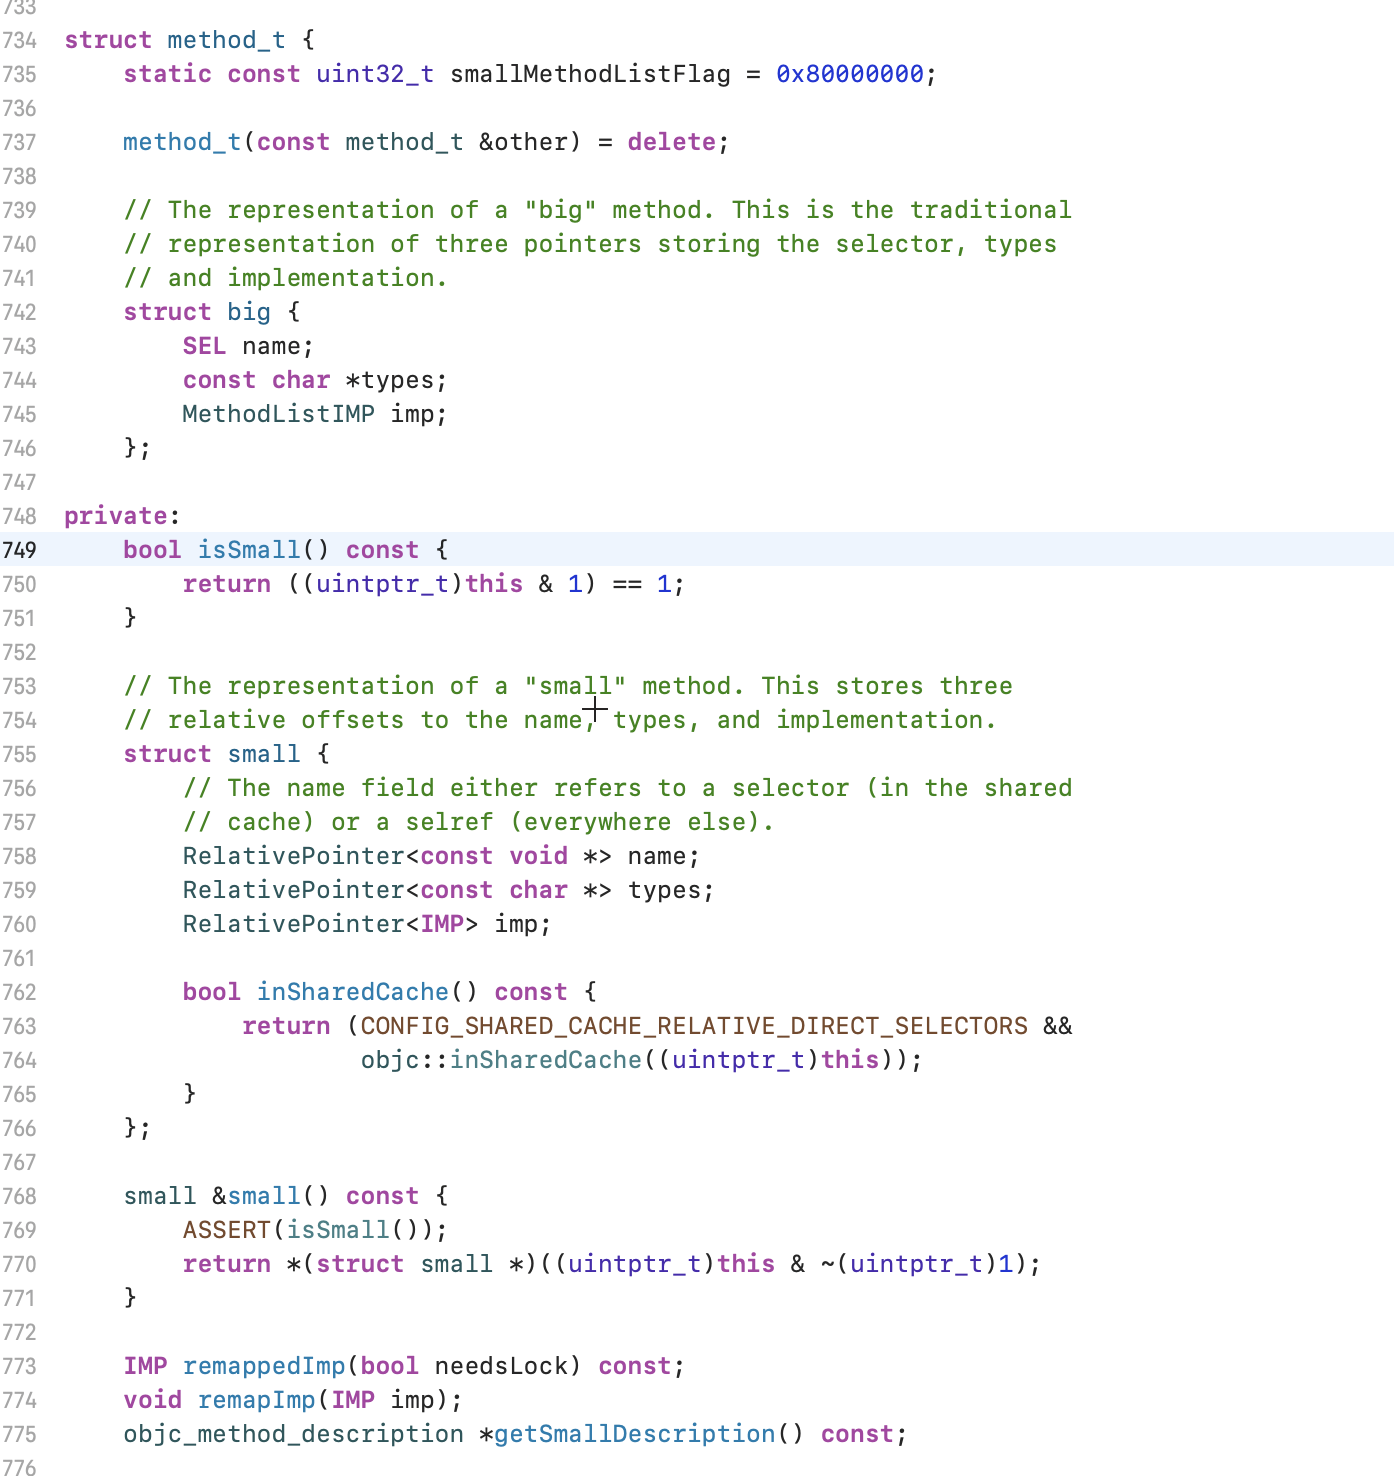 733
734 struct method_t {
735     static const uint32_t smallMethodListFlag = 0x80000000;
736
737     method_t(const method_t &other) = delete;
738
739     // The representation of a "big" method. This is the traditional
740     // representation of three pointers storing the selector, types
741     // and implementation.
742     struct big {
743         SEL name;
744         const char *types;
745         MethodListIMP imp;
746     };
747
748 private:
749     bool isSmall() const {
750         return ((uintptr_t)this & 1) == 1;
751     }
752
753     // The representation of a "small" method. This stores three
754     // relative offsets to the name, types, and implementation.
755     struct small {
756         // The name field either refers to a selector (in the shared
757         // cache) or a selref (everywhere else).
758         RelativePointer<const void *> name;
759         RelativePointer<const char *> types;
760         RelativePointer<IMP> imp;
761
762         bool inSharedCache() const {
763             return (CONFIG_SHARED_CACHE_RELATIVE_DIRECT_SELECTORS &&
764                     objc::inSharedCache((uintptr_t)this));
765         }
766     };
767
768     small &small() const {
769         ASSERT(isSmall());
770         return *(struct small *)((uintptr_t)this & ~(uintptr_t)1);
771     }
772
773     IMP remappedImp(bool needsLock) const;
774     void remapImp(IMP imp);
775     objc_method_description *getSmallDescription() const;
776